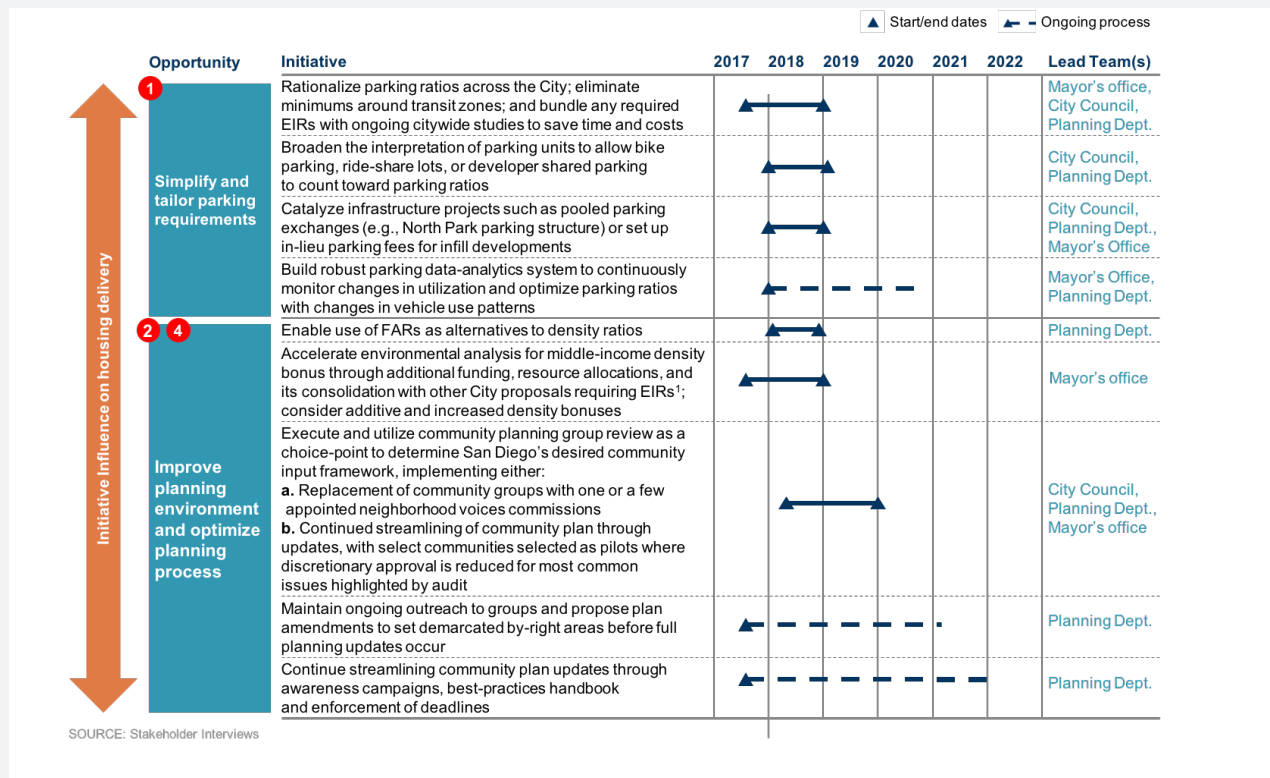 Start/end dates
Ongoing process
Opportunity
Initiative
2017 2018 2019 2020 2021 2022
Lead Team(s)
Initiative Influence on housing delivery
1
Simplify and
tailor parking
requirements
Rationalize parking ratios across the City; eliminate
minimums around transit zones; and bundle any required
EIRs with ongoing citywide studies to save time and costs
Mayor's office,
City Council,
Planning Dept.
Broaden the interpretation of parking units to allow bike
parking, ride-share lots, or developer shared parking
to count toward parking ratios
City Council,
Planning Dept.
Catalyze infrastructure projects such as pooled parking
exchanges (e.g., North Park parking structure) or set up
in-lieu parking fees for infill developments
City Council,
Planning Dept.,
Mayor's Office
Build robust parking data-analytics system to continuously
monitor changes in utilization and optimize parking ratios
with changes in vehicle use patterns
Mayor's Office,
Planning Dept.
2 4
Improve
planning
environment
and optimize
planning
process
Enable use of FARs as alternatives to density ratios
Planning Dept.
Accelerate environmental analysis for middle-income density
bonus through additional funding, resource allocations, and
its consolidation with other City proposals requiring EIRs¹;
consider additive and increased density bonuses
Mayor's office
Execute and utilize community planning group review as a
choice-point to determine San Diego's desired community
input framework, implementing either:
a. Replacement of community groups with one or a few
appointed neighborhood voices commissions
b. Continued streamlining of community plan through
updates, with select communities selected as pilots where
discretionary approval is reduced for most common
issues highlighted by audit
City Council,
Planning Dept.,
Mayor's office
Maintain ongoing outreach to groups and propose plan
amendments to set demarcated by-right areas before full
planning updates occur
Planning Dept.
Continue streamlining community plan updates through
awareness campaigns, best-practices handbook
and enforcement of deadlines
Planning Dept.
SOURCE: Stakeholder Interviews